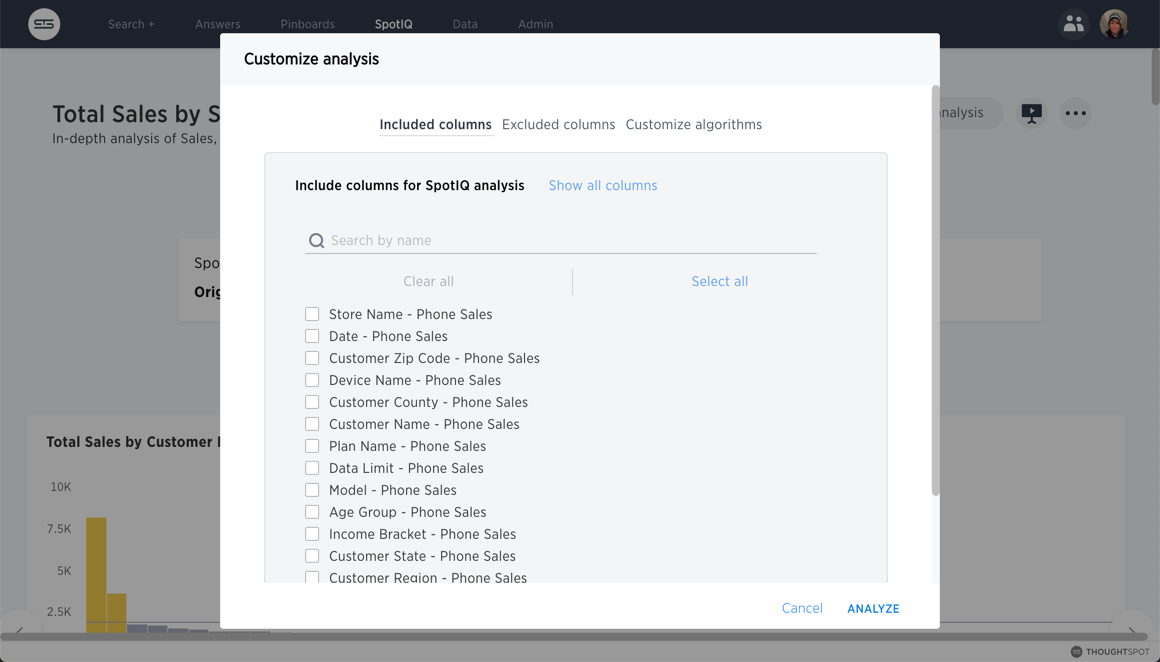 Search +
Answers
Pinboards
SpotIQ
Data
Admin
Customize analysis
Total Sales by S
In-depth analysis of Sales,
nalysis
Included columns
Excluded columns
Customize algorithms
Include columns for SpotIQ analysis
Show all columns
Search by name
Clear all
Select all
Spo
Orig
Store Name - Phone Sales
Date - Phone Sales
Customer Zip Code - Phone Sales
Device Name - Phone Sales
Customer County - Phone Sales
Customer Name - Phone Sales
Plan Name - Phone Sales
Data Limit - Phone Sales
Model - Phone Sales
Age Group - Phone Sales
Income Bracket - Phone Sales
Customer State - Phone Sales
Customer Region - Phone Sales
Total Sales by Customer
10K
7.5K
5K
2.5K
Cancel
ANALYZE
THOUGHTSPOT